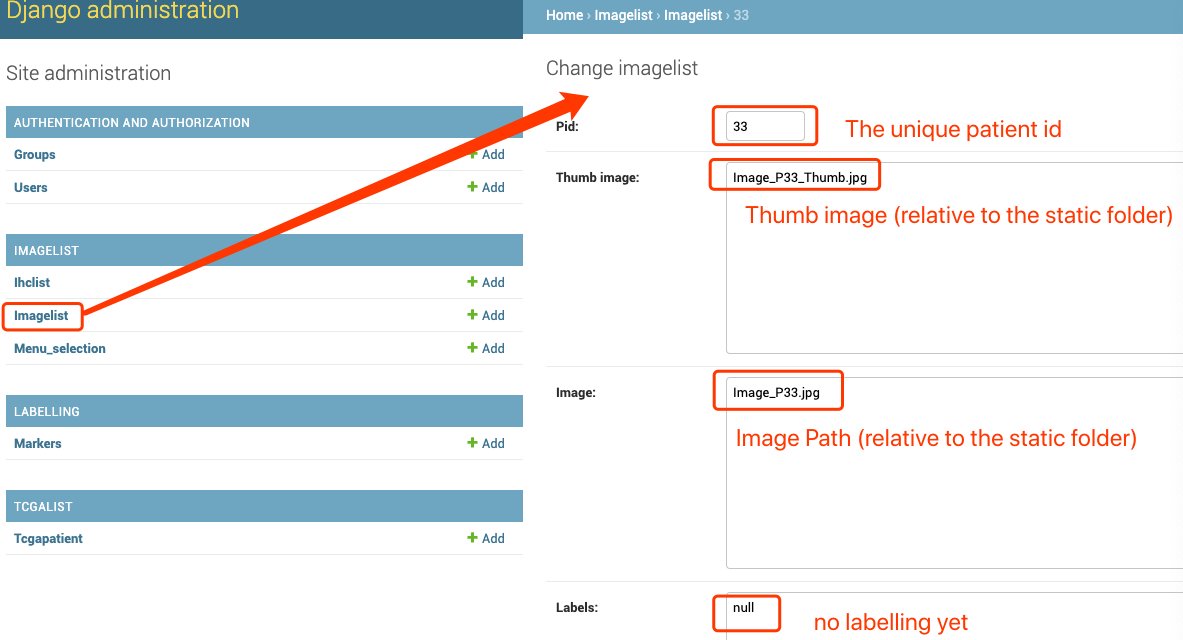 Django administration
Site administration
AUTHENTICATION AND AUTHORIZATION
Groups
+ Add
Users
+ Add
IMAGELIST
Ihclist
+ Add
Imagelist
+ Add
Menu_selection
+ Add
LABELLING
Markers
+ Add
TCGALIST
Tcgapatient
+ Add
Home › Imagelist › Imagelist › 33
Change imagelist
Pid:
33
The unique patient id
Thumb image:
Image_P33_Thumb.jpg
Thumb image (relative to the static folder)
Image:
Image_P33.jpg
Image Path (relative to the static folder)
Labels:
null
no labelling yet